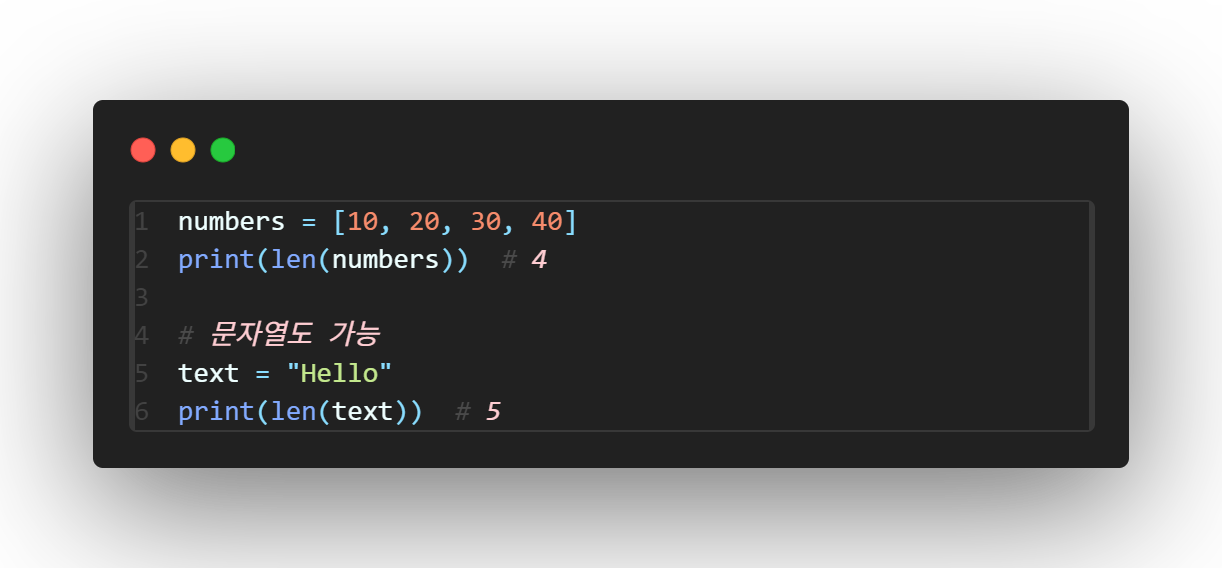 1 numbers = [10, 20, 30, 40]
2 print(len(numbers))  # 4
3
4 # 문자열도 가능
5 text = "Hello"
6 print(len(text))  # 5